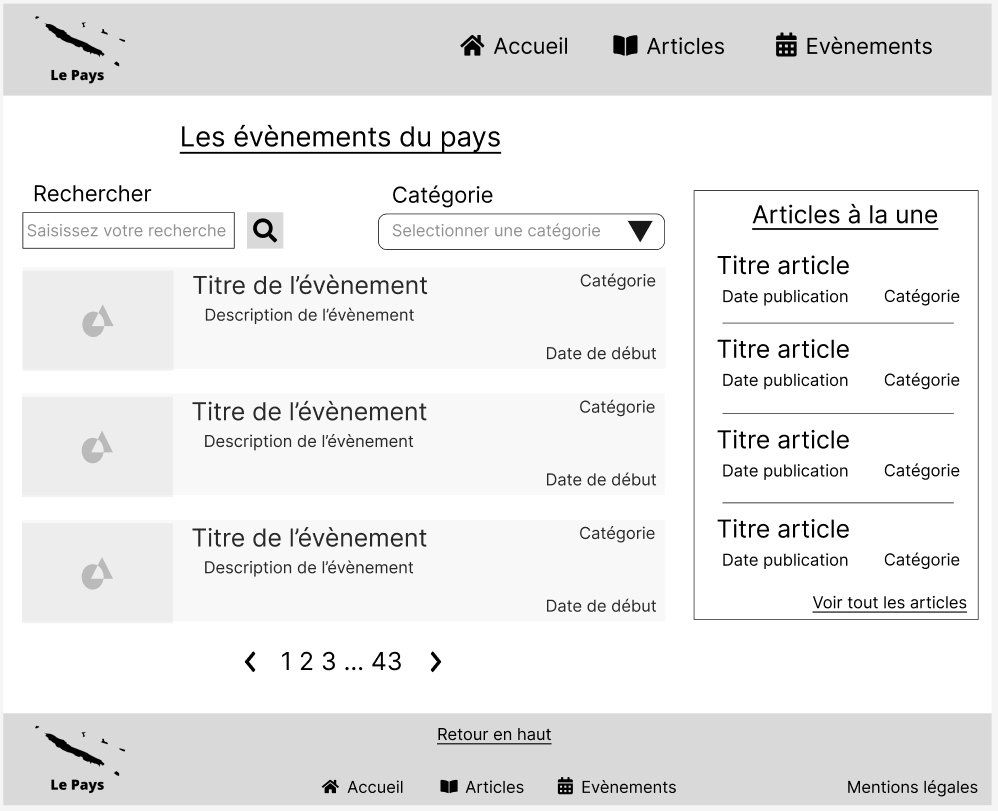 Le Pays
Accueil
Articles
Evènements
Les évènements du pays
Rechercher
Saisissez votre recherche
Catégorie
Selectionner une catégorie
Titre de l’évènement
Catégorie
Description de l’évènement
Date de début
Titre de l’évènement
Catégorie
Description de l’évènement
Date de début
Titre de l’évènement
Catégorie
Description de l’évènement
Date de début
1 2 3 ... 43
Articles à la une
Titre article
Date publication Catégorie
Titre article
Date publication Catégorie
Titre article
Date publication Catégorie
Titre article
Date publication Catégorie
Voir tout les articles
Le Pays
Retour en haut
Accueil
Articles
Evènements
Mentions légales